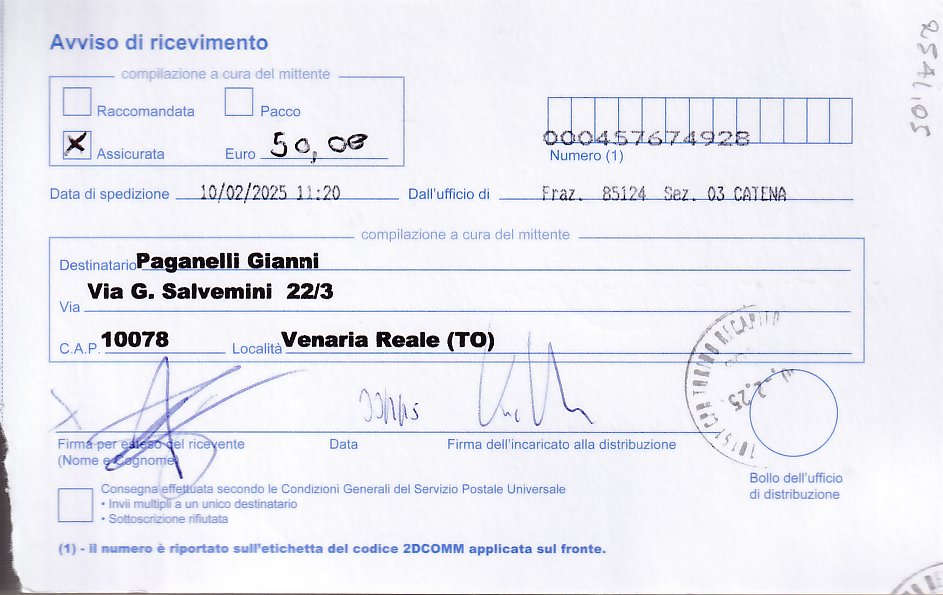 Avviso di ricevimento
compilazione a cura del mittente
Raccomandata Pacco
X Assicurata Euro 50,00
000457674928
Numero (1)
Data di spedizione 10/02/2025 11:20 Dall'ufficio di Fraz. 85124 Sez. 03 CATENA
compilazione a cura del mittente
Destinatario Paganelli Gianni
Via Via G. Salvemini 22/3
C.A.P. 10078 Località Venaria Reale (TO)
Firma per esteso del ricevente Data Firma dell'incaricato alla distribuzione
(Nome e Cognome)
Bollo dell'ufficio
di distribuzione
Consegna effettuata secondo le Condizioni Generali del Servizio Postale Universale
• Invii multipli a un unico destinatario
• Sottoscrizione rifiutata
(1) - il numero è riportato sull'etichetta del codice 2DCOMM applicata sul fronte.